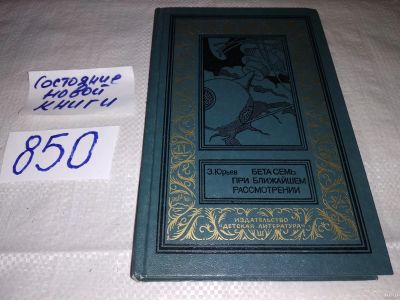 Состояние
новой
книги
850
З. Юрьев
БЕТА СЕМЬ
ПРИ БЛИЖАЙШЕМ
РАССМОТРЕНИИ
ИЗДАТЕЛЬСТВО
"ДЕТСКАЯ ЛИТЕРАТУРА"